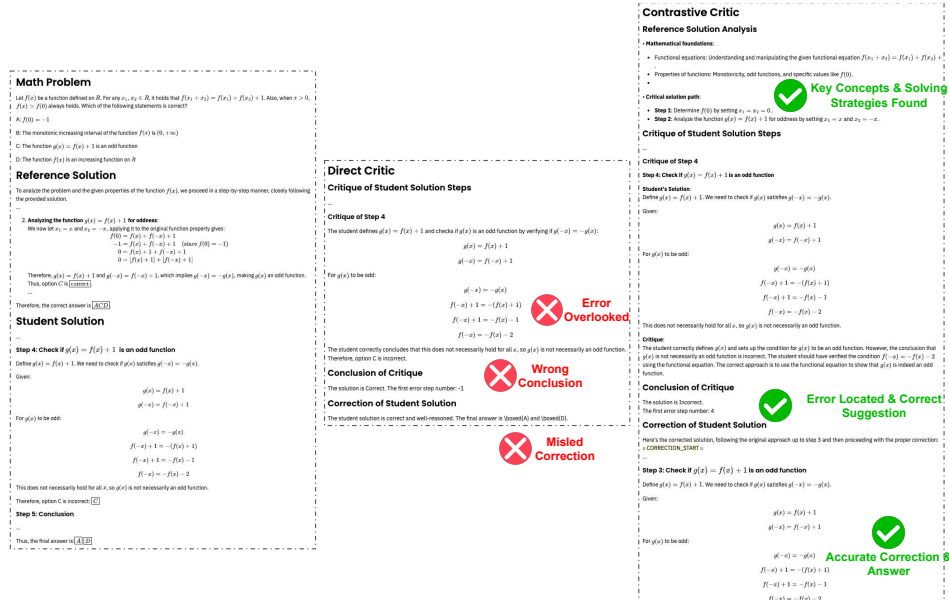 Math Problem
Let f(x) be a function defined on R. For any x₁, x₂ ∈ R, it holds that f(x₁ + x₂) = f(x₁) + f(x₂) + 1. Also, when x > 0,
f(x) > f(0) always holds. Which of the following statements is correct?
A: f(0) = −1
B: The monotonic increasing interval of the function f(x) is (0, +∞)
C: The function g(x) = f(x) + 1 is an odd function
D: The function f(x) is an increasing function on R
Reference Solution
To analyze the problem and the given properties of the function f(x), we proceed in a step-by-step manner, closely following
the provided solution.
...
2. Analyzing the function g(x) = f(x) + 1 for oddness:
We now let x₁ = x and x₂ = −x, applying it to the original function property gives:
f(0) = f(x) + f(−x) + 1
−1 = f(x) + f(−x) + 1 (since f(0) = −1)
0 = f(x) + 1 + f(−x) + 1
0 = [f(x) + 1] + [f(−x) + 1]
Therefore, g(x) = f(x) + 1 and g(−x) = f(−x) + 1, which implies g(−x) = −g(x), making g(x) an odd function.
Thus, option C is correct.
...
Therefore, the correct answer is ACD.
Student Solution
...
Step 4: Check if g(x) = f(x) + 1 is an odd function
Define g(x) = f(x) + 1. We need to check if g(x) satisfies g(−x) = −g(x).
Given:
g(x) = f(x) + 1
g(−x) = f(−x) + 1
For g(x) to be odd:
g(−x) = −g(x)
f(−x) + 1 = −(f(x) + 1)
f(−x) + 1 = −f(x) − 1
f(−x) = −f(x) − 2
This does not necessarily hold for all x, so g(x) is not necessarily an odd function.
Therefore, option C is incorrect: C
Step 5: Conclusion
...
Thus, the final answer is: A D
Direct Critic
Critique of Student Solution Steps
...
Critique of Step 4
The student defines g(x) = f(x) + 1 and checks if g(x) is an odd function by verifying if g(−x) = −g(x):
g(x) = f(x) + 1
g(−x) = f(−x) + 1
For g(x) to be odd:
g(−x) = −g(x)
f(−x) + 1 = −(f(x) + 1)
f(−x) + 1 = −f(x) − 1
f(−x) = −f(x) − 2
Error
Overlooked
The student correctly concludes that this does not necessarily hold for all x, so g(x) is not necessarily an odd function.
Therefore, option C is incorrect.
Conclusion of Critique
The solution is Correct. The first error step number: -1
Wrong
Conclusion
Correction of Student Solution
The student solution is correct and well-reasoned. The final answer is \boxed{A} and \boxed{D}.
Misled
Correction
Contrastive Critic
Reference Solution Analysis
• Mathematical foundations:
• Functional equations: Understanding and manipulating the given functional equation f(x₁ + x₂) = f(x₁) + f(x₂) +
.
• Properties of functions: Monotonicity, odd functions, and specific values like f(0).
•
• Critical solution path:
• Step 1: Determine f(0) by setting x₁ = x₂ = 0.
• Step 2: Analyze the function g(x) = f(x) + 1 for oddness by setting x₁ = x and x₂ = −x.
Key Concepts & Solving
Strategies Found
Critique of Student Solution Steps
...
Critique of Step 4
Step 4: Check if g(x) = f(x) + 1 is an odd function
Student's Solution:
Define g(x) = f(x) + 1. We need to check if g(x) satisfies g(−x) = −g(x).
Given:
g(x) = f(x) + 1
g(−x) = f(−x) + 1
For g(x) to be odd:
g(−x) = −g(x)
f(−x) + 1 = −(f(x) + 1)
f(−x) + 1 = −f(x) − 1
f(−x) = −f(x) − 2
This does not necessarily hold for all x, so g(x) is not necessarily an odd function.
Critique:
The student correctly defines g(x) and sets up the condition for g(x) to be an odd function. However, the conclusion that
g(x) is not necessarily an odd function is incorrect. The student should have verified the condition f(−x) = −f(x) − 2
using the functional equation. The correct approach is to use the functional equation to show that g(x) is indeed an odd
function.
Conclusion of Critique
The solution is Incorrect.
The first error step number: 4
Error Located & Correct
Suggestion
Correction of Student Solution
Here's the corrected solution, following the original approach up to step 3 and then proceeding with the proper correction:
= CORRECTION_START =
...
Step 3: Check if g(x) = f(x) + 1 is an odd function
Define g(x) = f(x) + 1. We need to check if g(x) satisfies g(−x) = −g(x).
Given:
g(x) = f(x) + 1
g(−x) = f(−x) + 1
For g(x) to be odd:
g(−x) = −g(x)
f(−x) + 1 = −(f(x) + 1)
f(−x) + 1 = −f(x) − 1
f(−x) = −f(x) − 2
Accurate Correction &
Answer